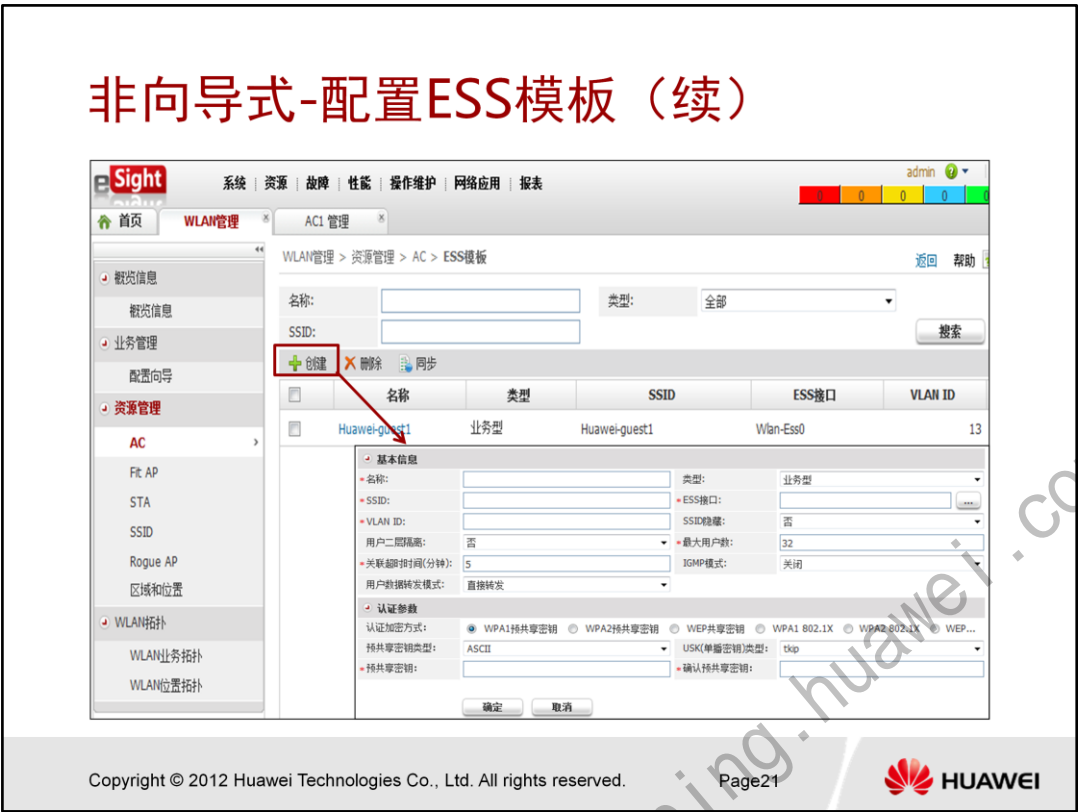 非向导式-配置ESS模板（续）
eSight
系统 | 资源 | 故障 | 性能 | 操作维护 | 网络应用 | 报表
admin
0 0 0 0 0
首页 WLAN管理 AC1 管理
WLAN管理 > 资源管理 > AC > ESS模板
返回 帮助
概览信息
概览信息
业务管理
配置向导
资源管理
AC
Fit AP
STA
SSID
Rogue AP
区域和位置
WLAN拓扑
WLAN业务拓扑
WLAN位置拓扑
名称: 类型: 全部
SSID: 搜索
创建 删除 同步
名称 类型 SSID ESS接口 VLAN ID
Huawei-guest1 业务型 Huawei-guest1 Wlan-Ess0 13
基本信息
*名称: 类型: 业务型
*SSID: *ESS接口: ...
*VLAN ID: SSID隐藏: 否
用户二层隔离: 否 *最大用户数: 32
*关联超时时间(分钟): 5 IGMP模式: 关闭
用户数据转发模式: 直接转发
认证参数
认证加密方式: WPA1预共享密钥 WPA2预共享密钥 WEP共享密钥 WPA1 802.1X WPA2 802.1X WEP...
预共享密钥类型: ASCII USK(单播密钥)类型: tkip
*预共享密钥: *确认预共享密钥:
确定 取消
Copyright © 2012 Huawei Technologies Co., Ltd. All rights reserved. Page21
HUAWEI
ing.huawei.co